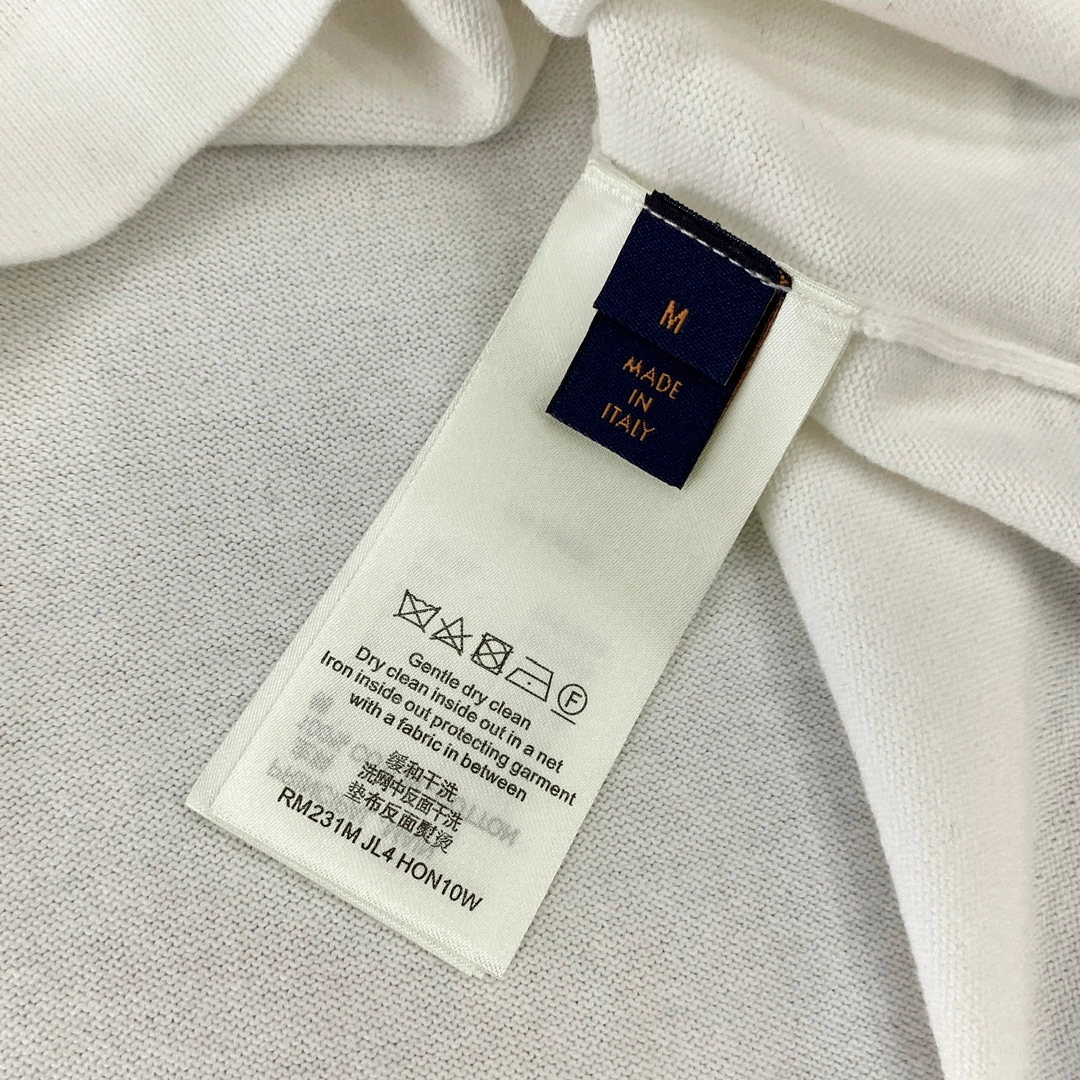 M
MADE
IN
ITALY
F
Gentle dry clean
Dry clean inside out in a net
Iron inside out protecting garment
with a fabric in between
缓和干洗
洗网中反面干洗
垫布反面熨烫
RM231M JL4 HON10W